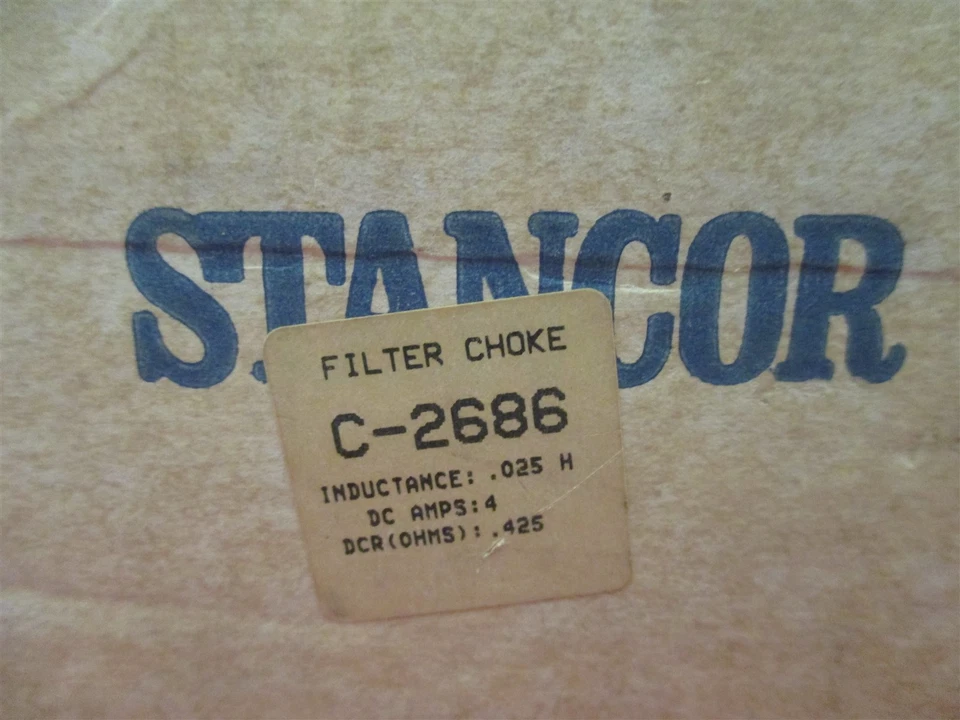 STANCOR
FILTER CHOKE
C-2686
INDUCTANCE: .025 H
DC AMPS:4
DCR(OHMS): .425